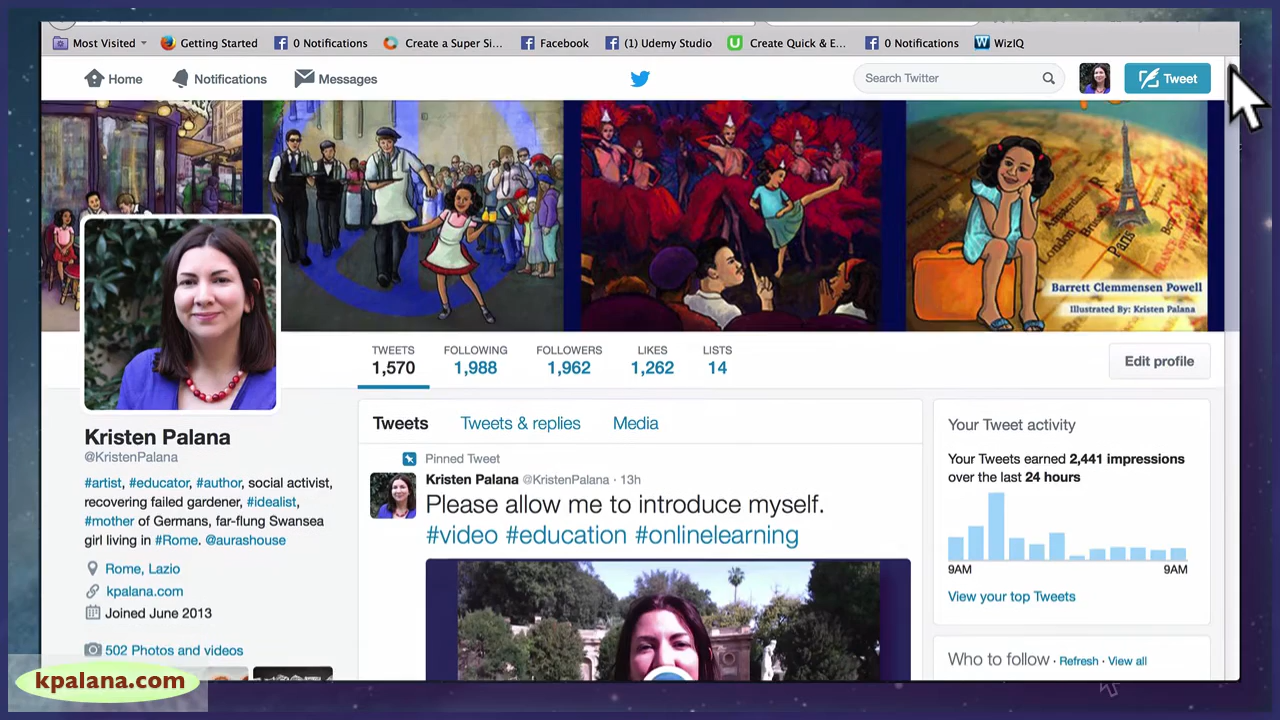 Most Visited
Getting Started
0 Notifications
Create a Super Si...
Facebook
(1) Udemy Studio
Create Quick & E...
0 Notifications
WizIQ
Home
Notifications
Messages
Search Twitter
Tweet
London
Paris
Barrett Clemmensen Powell
Illustrated By: Kristen Palana
TWEETS
1,570
FOLLOWING
1,988
FOLLOWERS
1,962
LIKES
1,262
LISTS
14
Edit profile
Kristen Palana
@KristenPalana
#artist, #educator, #author, social activist,
recovering failed gardener, #idealist,
#mother of Germans, far-flung Swansea
girl living in #Rome. @aurashouse
Rome, Lazio
kpalana.com
Joined June 2013
502 Photos and videos
Tweets
Tweets & replies
Media
Pinned Tweet
Kristen Palana @KristenPalana · 13h
Please allow me to introduce myself.
#video #education #onlinelearning
Your Tweet activity
Your Tweets earned 2,441 impressions
over the last 24 hours
9AM
9AM
View your top Tweets
Who to follow · Refresh · View all
kpalana.com